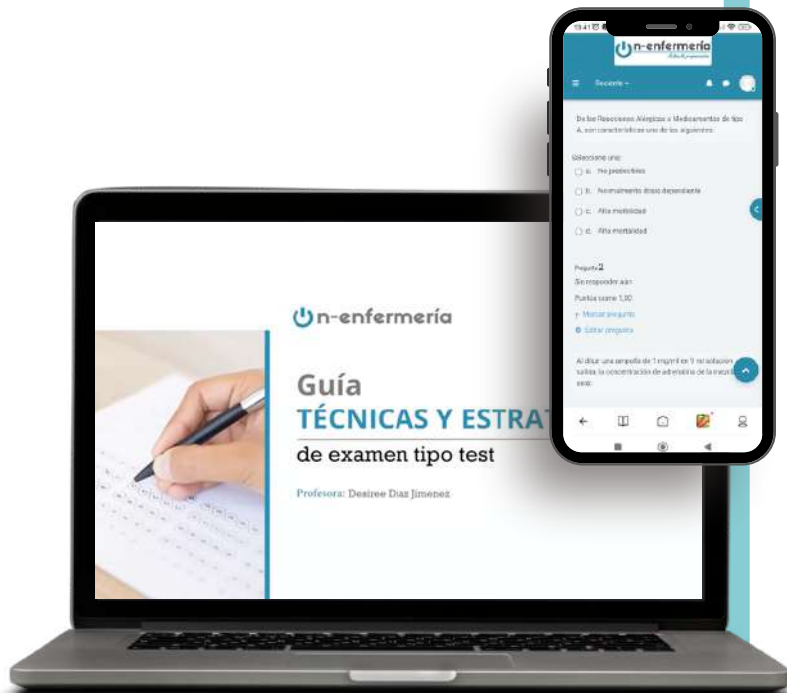 n-enfermería
Guía
TÉCNICAS Y ESTRAT
de examen tipo test
Profesora: Desiree Diaz Jimenez
n-enfermería
Reciente
De las Reacciones Alérgicas a Medicamentos de tipo
A, son características una de las siguientes:
Seleccione una:
a. No predecibles
b. Normalmente dosis dependiente
c. Alta morbilidad
d. Alta mortalidad
Pregunta 2
Sin responder aún
Puntúa como 1,00
Marcar pregunta
Editar pregunta
Al diluir una ampolla de 1 mg/ml en 9 ml solución
salina, la concentración de adrenalina de la
será: